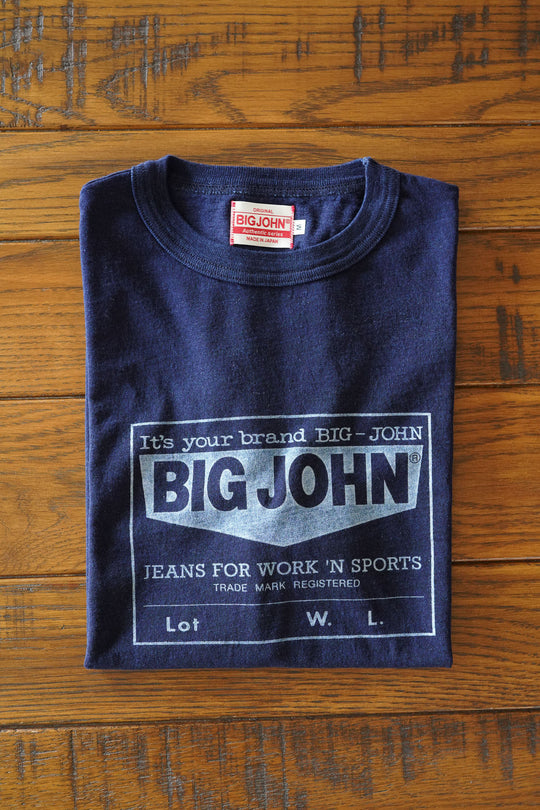 ORIGINAL
BIGJOHN®
Authentic series
MADE IN JAPAN
M
It's your brand BIG-JOHN
BIG JOHN®
JEANS FOR WORK 'N SPORTS
TRADE MARK REGISTERED
Lot W. L.